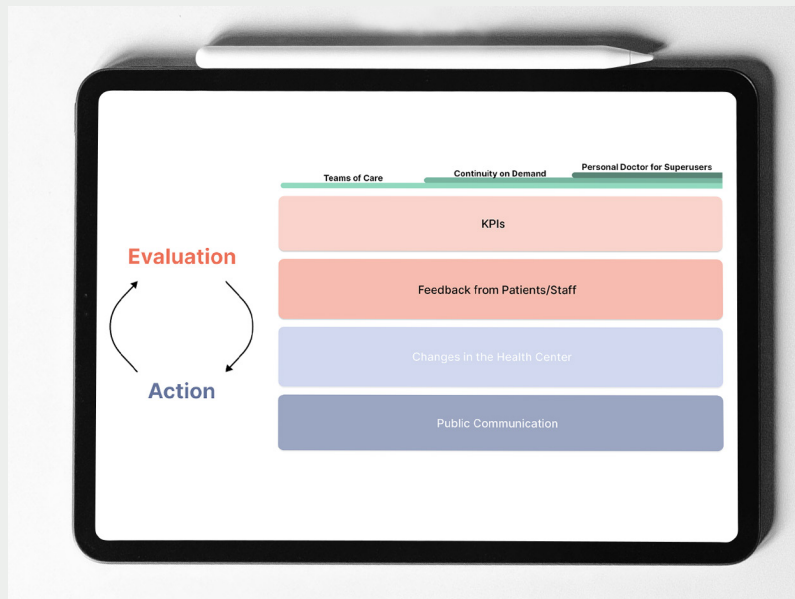 Teams of Care
Continuity on Demand
Personal Doctor for Superusers
KPIs
Evaluation
Feedback from Patients/Staff
Changes in the Health Center
Action
Public Communication